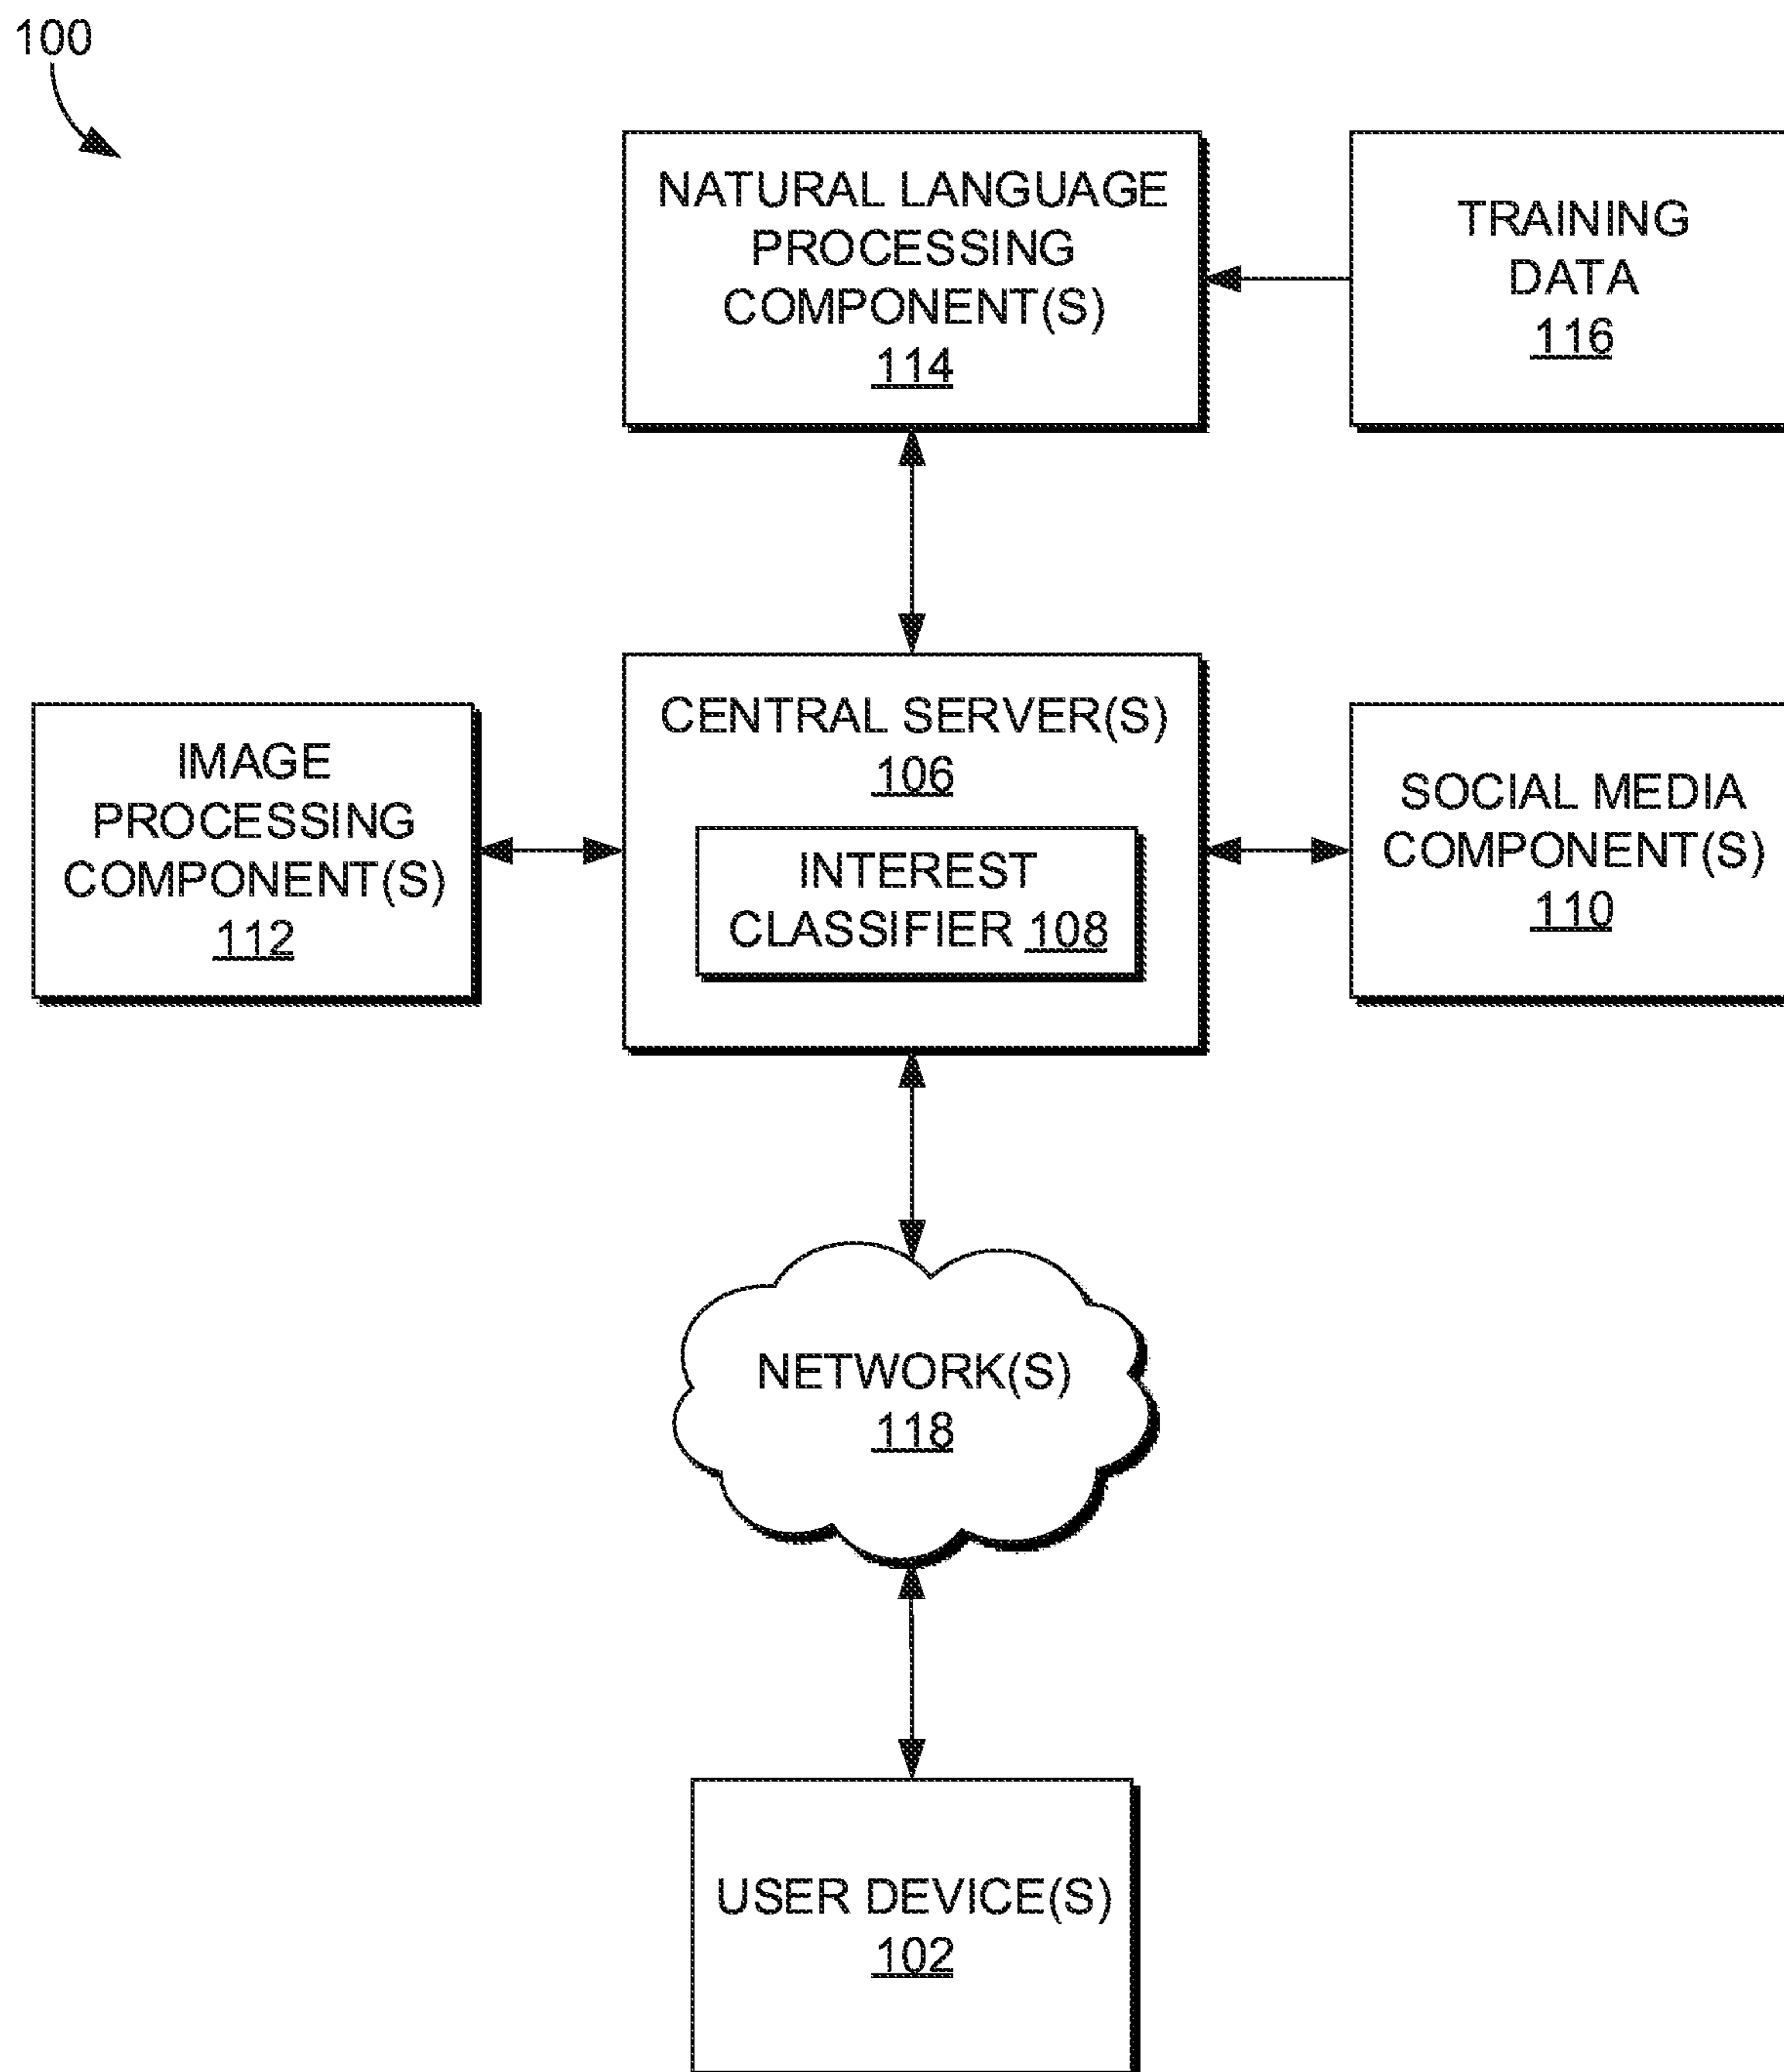 100
NATURAL LANGUAGE
PROCESSING
COMPONENT(S)
114
TRAINING
DATA
116
IMAGE
PROCESSING
COMPONENT(S)
112
CENTRAL SERVER(S)
106
INTEREST
CLASSIFIER 108
SOCIAL MEDIA
COMPONENT(S)
110
NETWORK(S)
118
USER DEVICE(S)
102